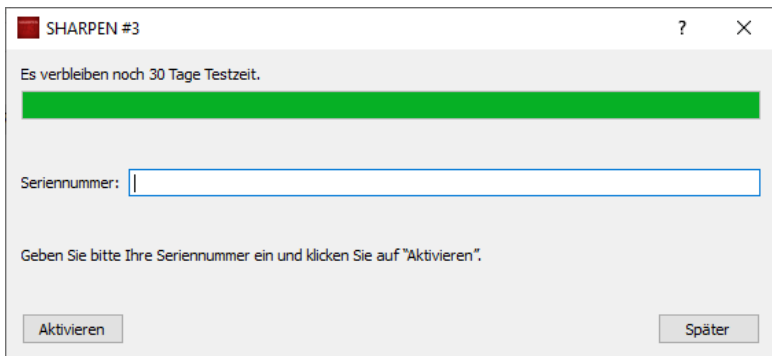 SHARPEN #3
Es verbleiben noch 30 Tage Testzeit.
Seriennummer:
Geben Sie bitte Ihre Seriennummer ein und klicken Sie auf "Aktivieren".
Aktivieren
Später